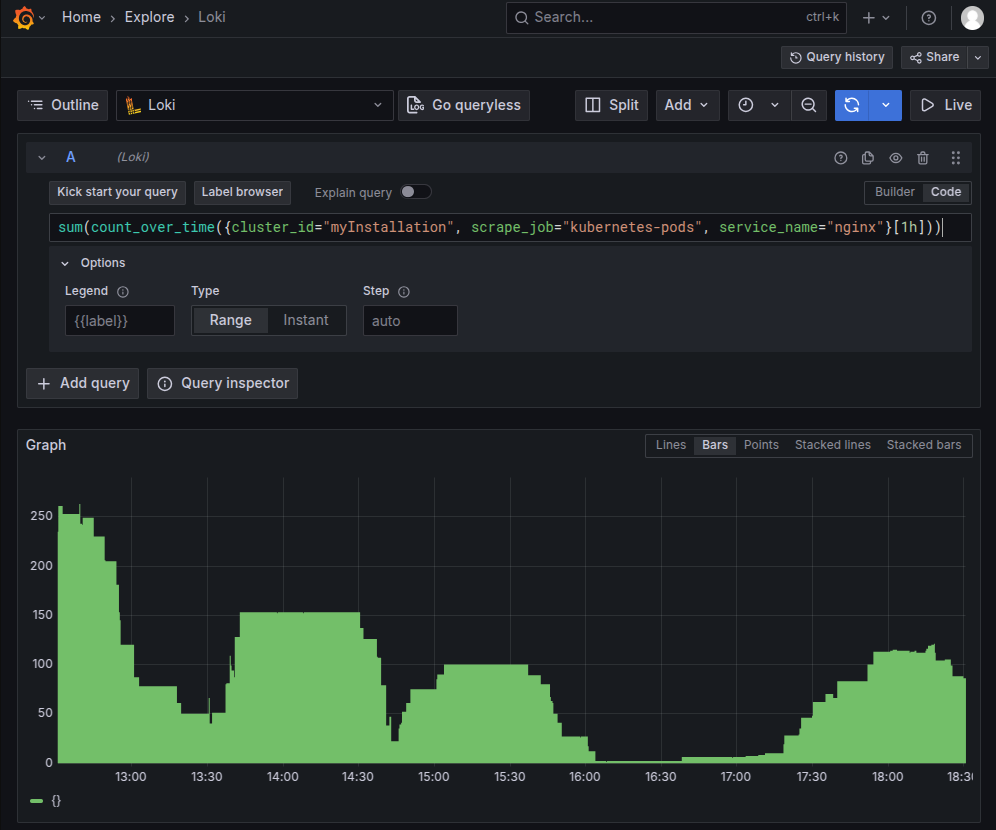 Home › Explore › Loki
Search... ctrl+k
Query history Share
Outline Loki Go queryless Split Add Live
A (Loki)
Kick start your query Label browser Explain query Builder Code
sum(count_over_time({cluster_id="myInstallation", scrape_job="kubernetes-pods", service_name="nginx"}[1h]))
Options
Legend Type Step
{{label}} Range Instant auto
+ Add query Query inspector
Graph Lines Bars Points Stacked lines Stacked bars
250
200
150
100
50
0
13:00 13:30 14:00 14:30 15:00 15:30 16:00 16:30 17:00 17:30 18:00 18:3
{}